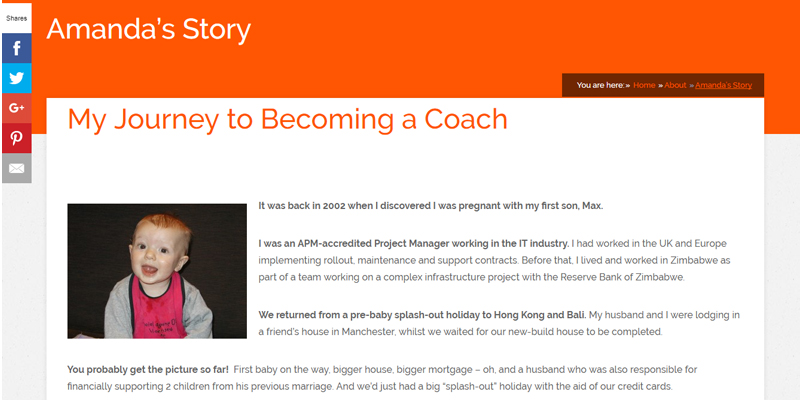 Shares
Amanda's Story
You are here: » Home » About » Amanda's Story
My Journey to Becoming a Coach
It was back in 2002 when I discovered I was pregnant with my first son, Max.
I was an APM-accredited Project Manager working in the IT industry. I had worked in the UK and Europe
implementing rollout, maintenance and support contracts. Before that, I lived and worked in Zimbabwe as
part of a team working on a complex infrastructure project with the Reserve Bank of Zimbabwe.
We returned from a pre-baby splash-out holiday to Hong Kong and Bali. My husband and I were lodging in
a friend's house in Manchester, whilst we waited for our new-build house to be completed.
You probably get the picture so far! First baby on the way, bigger house, bigger mortgage – oh, and a husband who was also responsible for
financially supporting 2 children from his previous marriage. And we'd just had a big “splash-out” holiday with the aid of our credit cards.